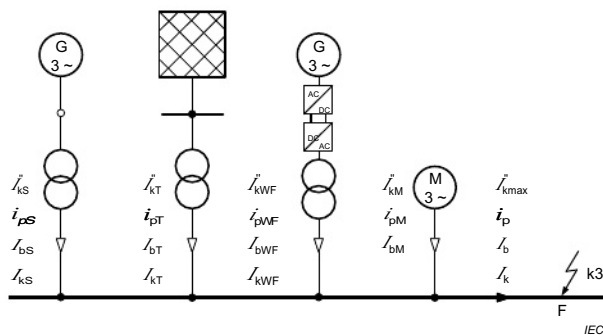 G
3 ~
G
3 ~
AC
DC
DC
AC
M
3 ~
I"kS
I"kT
I"kWF
I"kM
I"kmax
ipS
ipT
ipWF
ipM
ip
IbS
IbT
IbWF
IbM
Ib
IkS
IkT
IkWF
Ik
k3
F
IEC